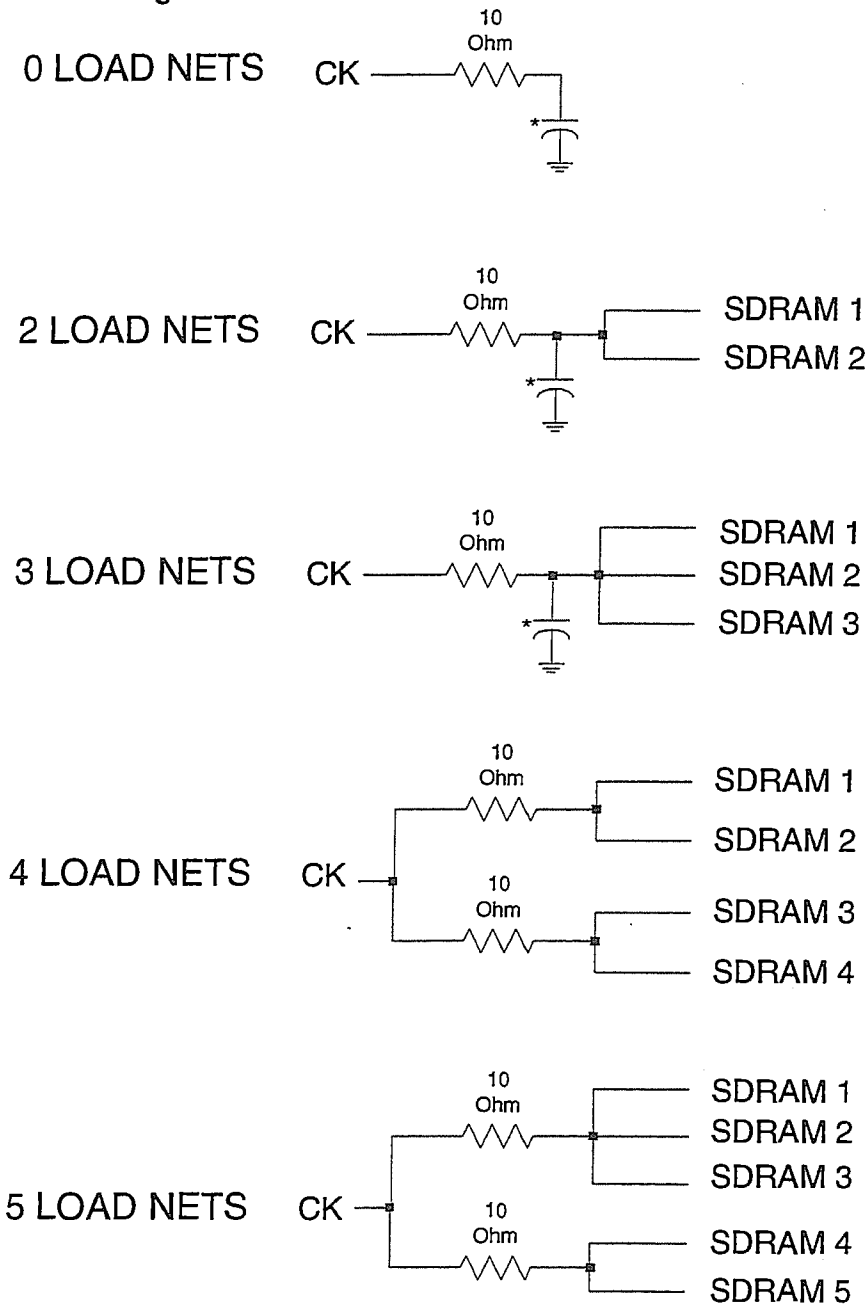 10
Ohm
0 LOAD NETS CK
*
10
Ohm
2 LOAD NETS CK SDRAM 1
SDRAM 2
*
10
Ohm
3 LOAD NETS CK SDRAM 1
SDRAM 2
SDRAM 3
*
10
Ohm
SDRAM 1
SDRAM 2
4 LOAD NETS CK
10
Ohm
SDRAM 3
SDRAM 4
10
Ohm
SDRAM 1
SDRAM 2
SDRAM 3
5 LOAD NETS CK
10
Ohm
SDRAM 4
SDRAM 5